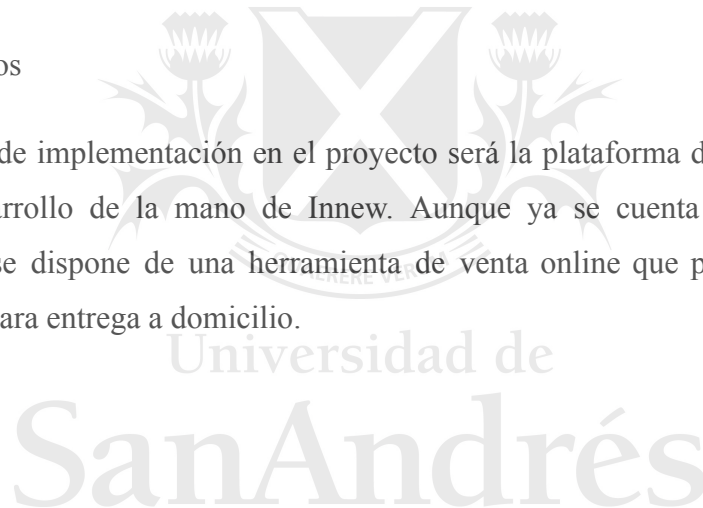 os
de implementación en el proyecto será la plataforma d
arrollo de la mano de Innew. Aunque ya se cuenta
se dispone de una herramienta de venta online que p
ara entrega a domicilio.
Universidad de
SanAndrés